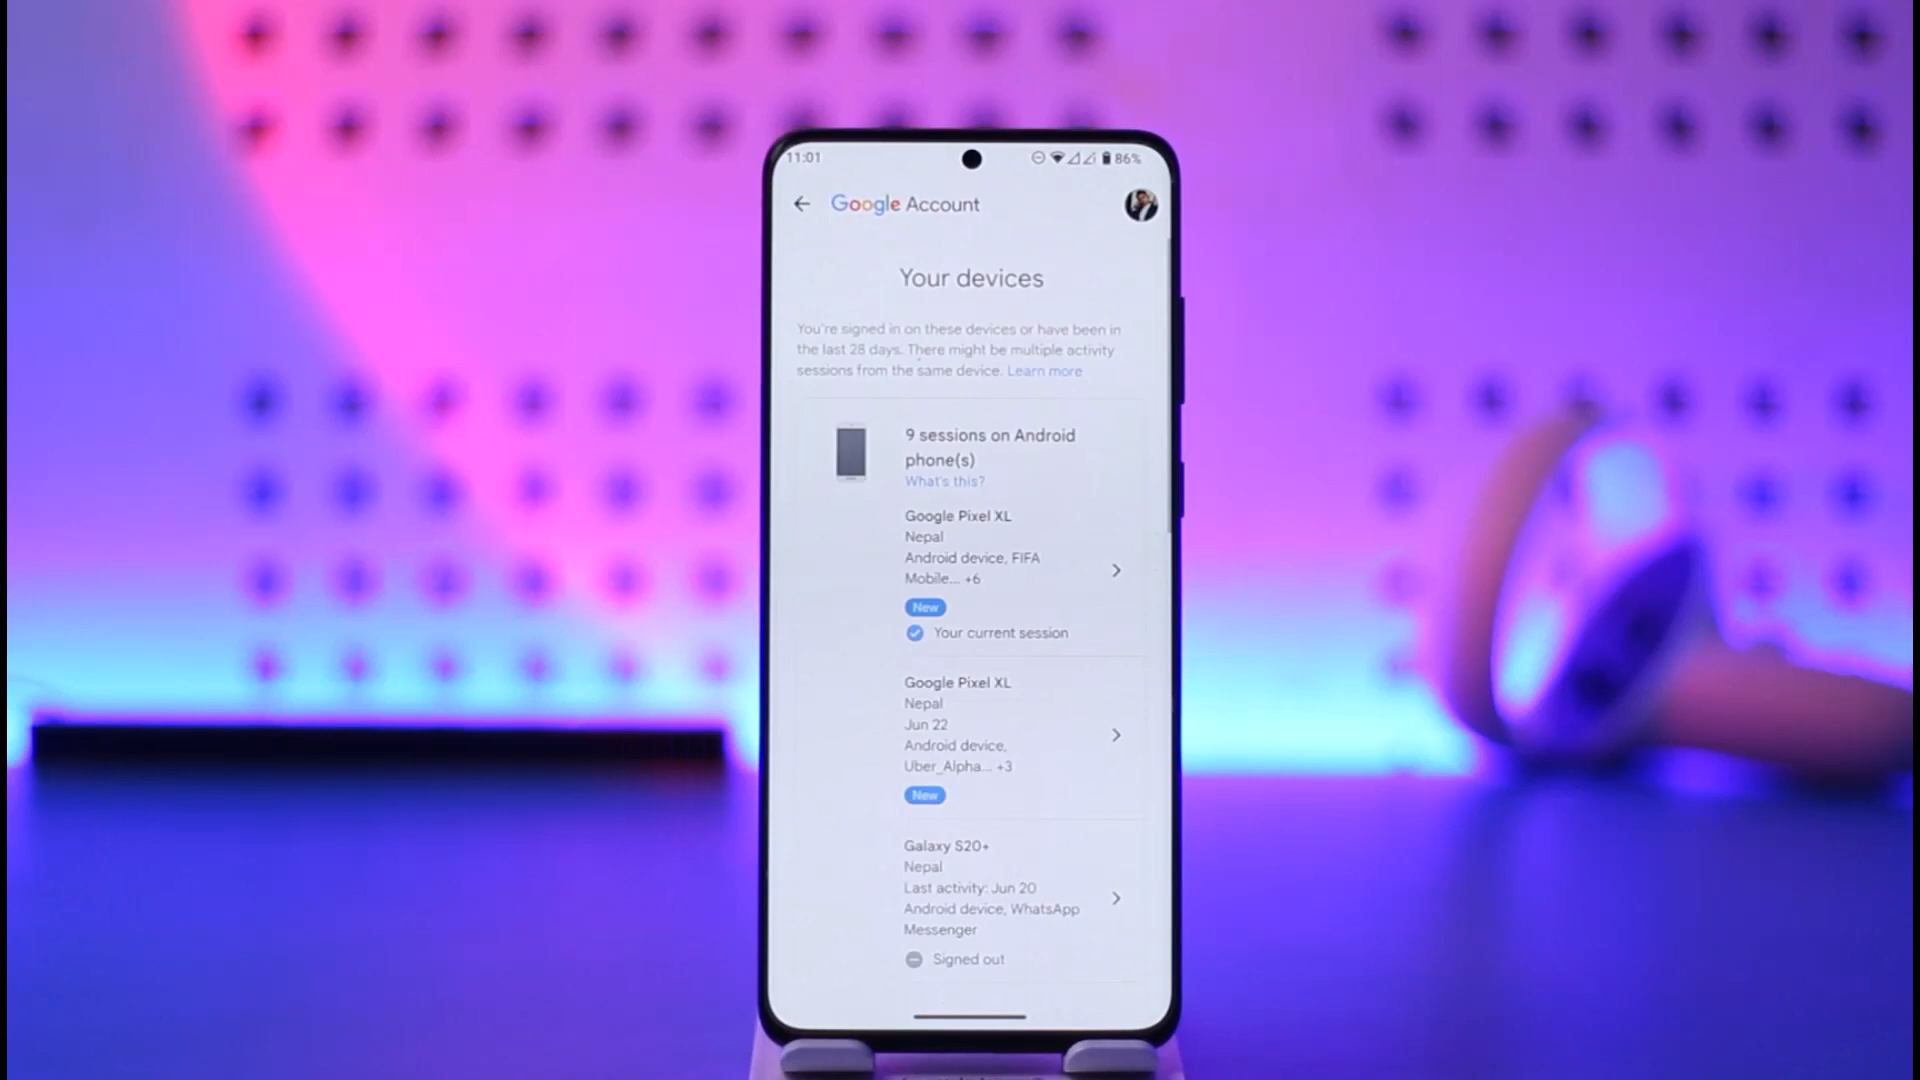 11:01
86%
Google Account
Your devices
You're signed in on these devices or have been in
the last 28 days. There might be multiple activity
sessions from the same device. Learn more
9 sessions on Android
phone(s)
What's this?
Google Pixel XL
Nepal
Android device, FIFA
Mobile... +6
New
Your current session
Google Pixel XL
Nepal
Jun 22
Android device,
Uber_Alpha... +3
New
Galaxy S20+
Nepal
Last activity: Jun 20
Android device, WhatsApp
Messenger
Signed out